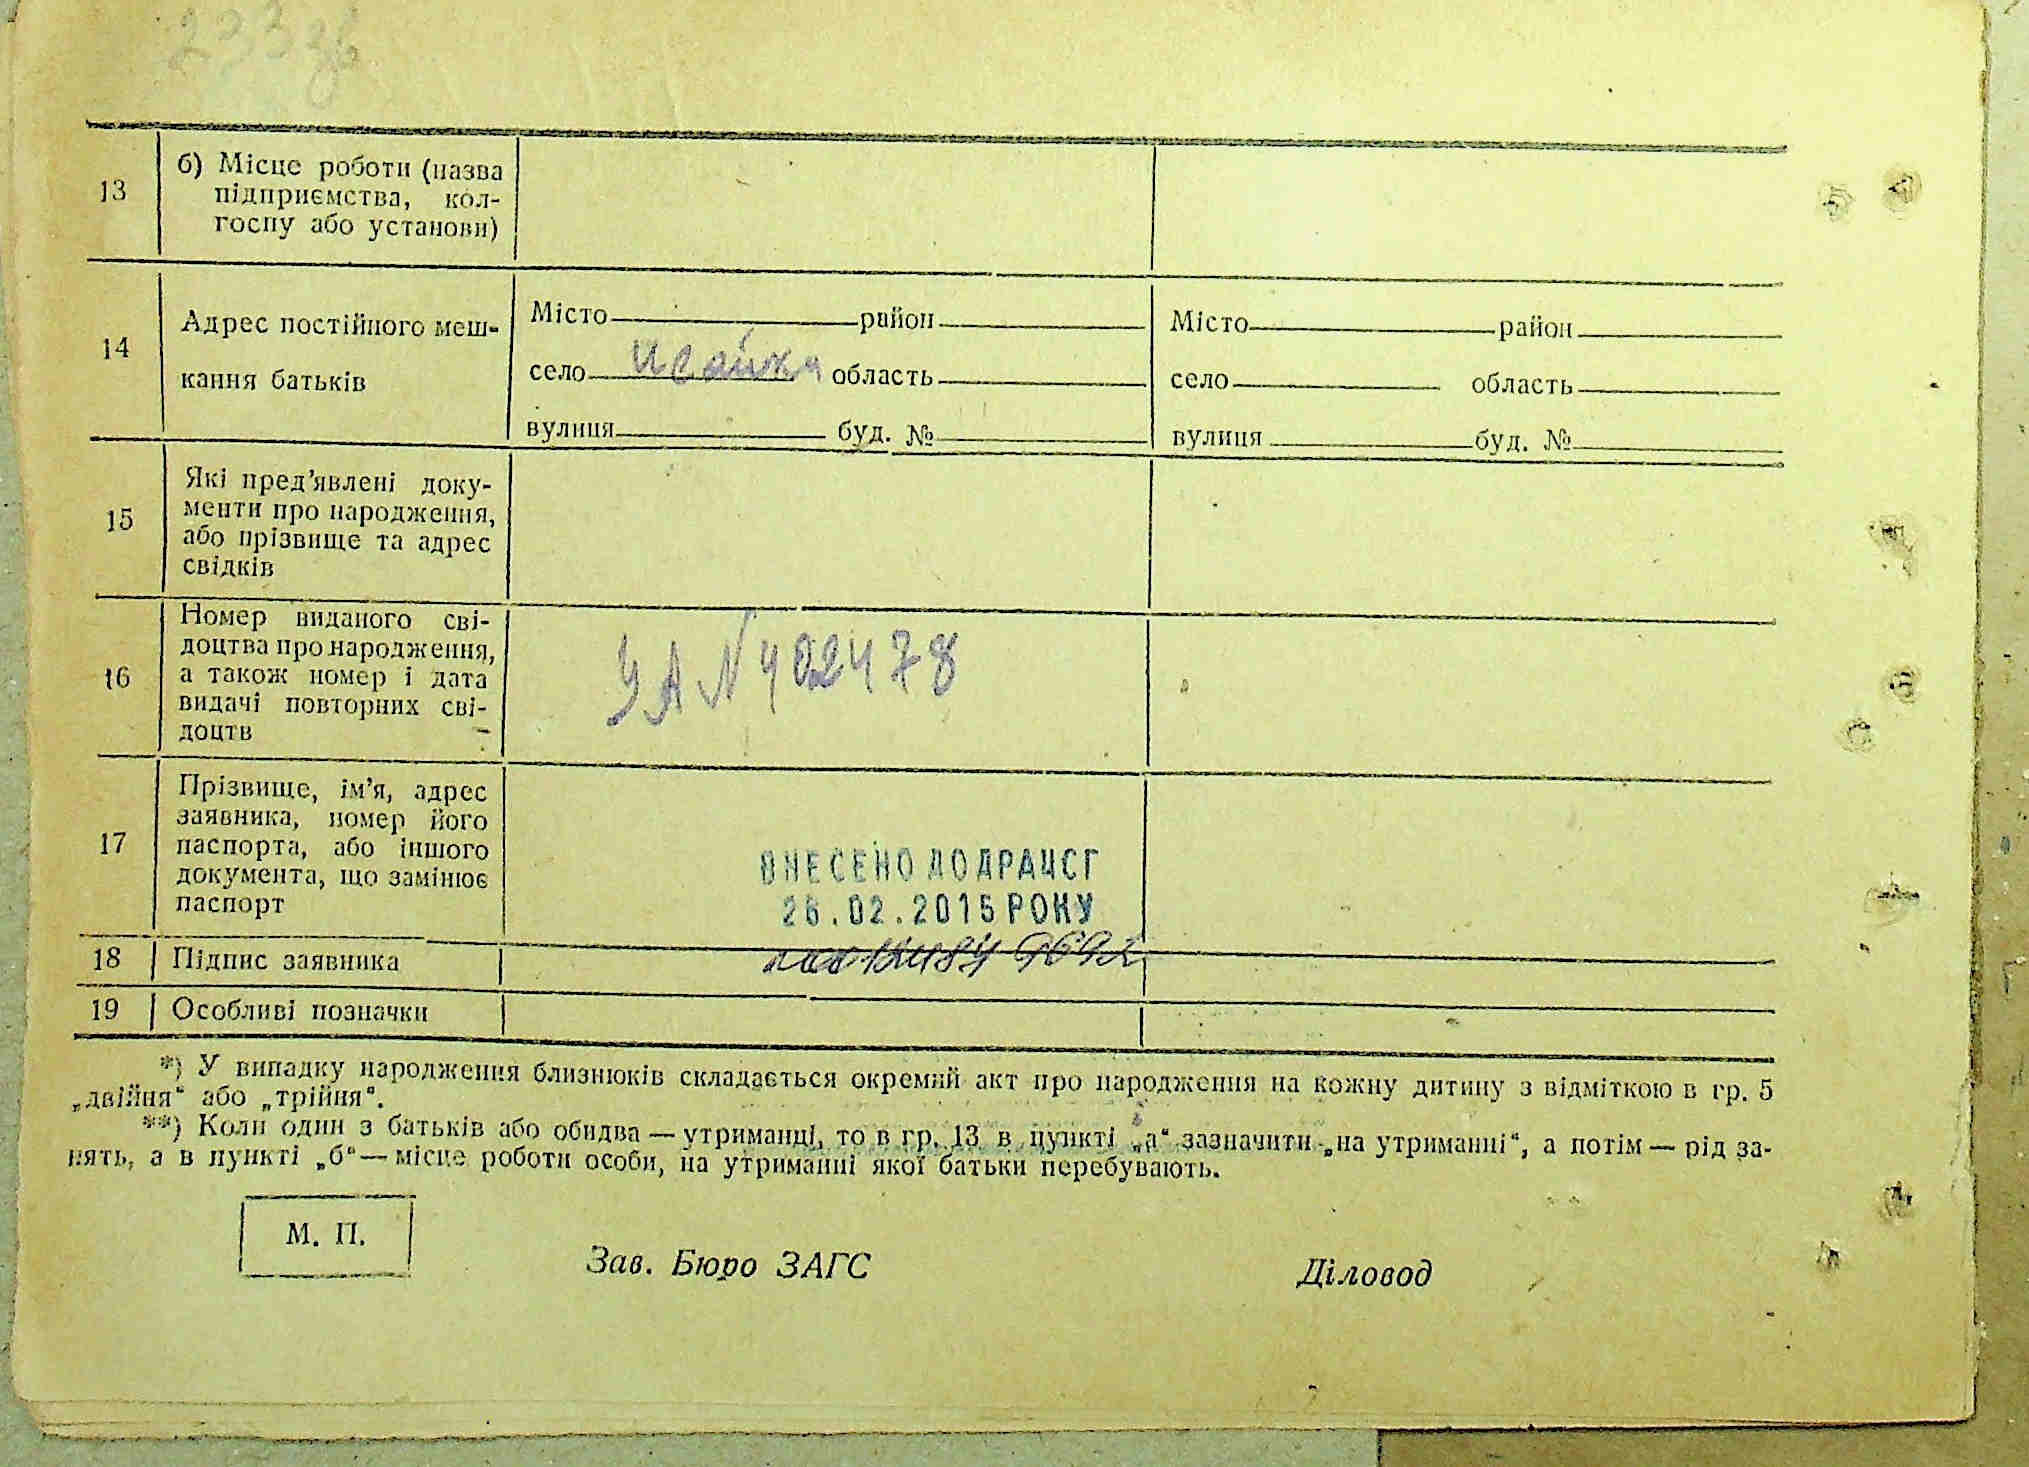 233 зв
13
б) Місце роботи (назва
підприємства, кол-
госпу або установи)
14
Адрес постійного меш-
кання батьків
Місто район
село Исайки область
вулиця буд. №
Місто район
село область
вулиця буд. №
15
Які пред’явлені доку-
менти про народження,
або прізвище та адрес
свідків
16
Номер виданого сві-
доцтва про народження,
а також номер і дата
видачі повторних сві-
доцтв
УА N 402478
17
Прізвище, ім’я, адрес
заявника, номер його
паспорта, або іншого
документа, що замінює
паспорт
ВНЕСЕНО ДО ДРАЦСГ
26.02.2015 РОКУ
18 Підпис заявника
19 Особливі позначки
*) У випадку народження близнюків складається окремий акт про народження на кожну дитину з відміткою в гр. 5
„двійня“ або „трійня“.
**) Коли один з батьків або обидва — утриманці, то в гр. 13 в пункті „а“ зазначити „на утриманні“, а потім — рід за-
нять, а в пункті „б“ — місце роботи особи, на утриманні якої батьки перебувають.
М. П.
Зав. Бюро ЗАГС
Діловод